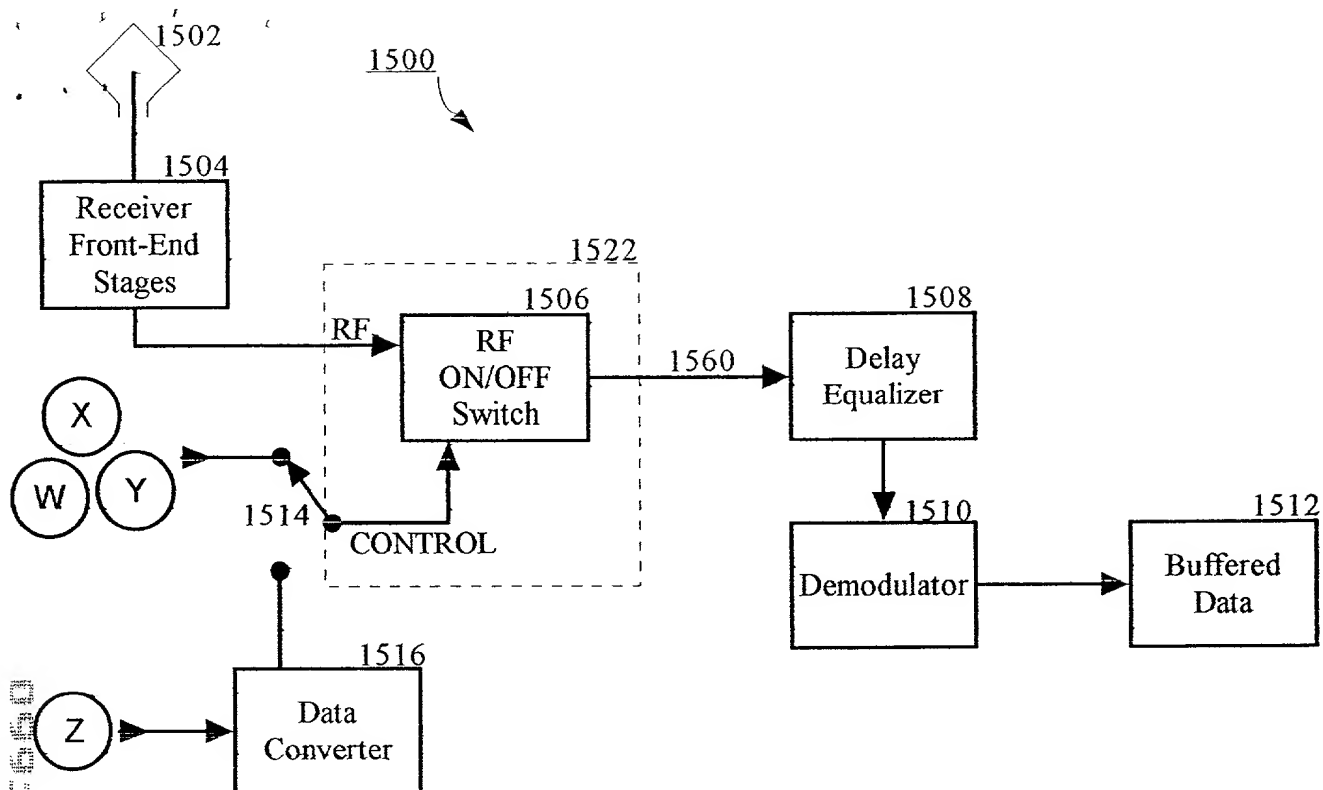 1502
1500
1504
Receiver
Front-End
Stages
1522
1506
RF
RF
ON/OFF
Switch
1560
1508
Delay
Equalizer
X
W
Y
1514
CONTROL
1510
Demodulator
1512
Buffered
Data
1516
Z
Data
Converter